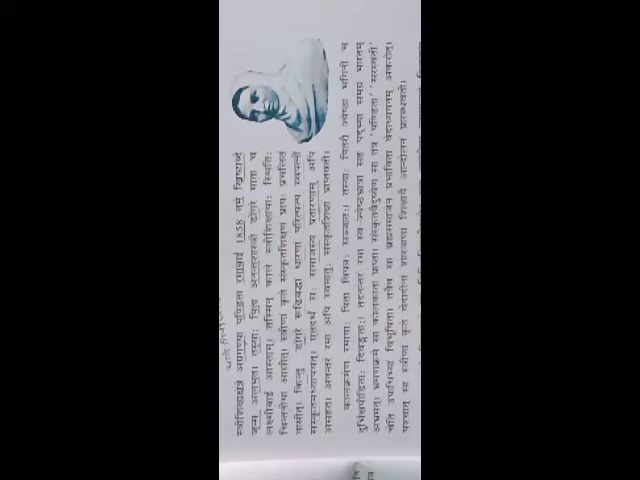 स्त्रीशिक्षाक्षेत्रे अग्रगण्या पण्डिता रमाबाई 1858 तमे ख्रिष्टाब्दे
जन्म अलभत। तस्याः पिता अनन्तशास्त्री डोंगरे माता च
लक्ष्मीबाई आस्ताम्। तस्मिन् काले स्त्रीशिक्षायाः स्थितिः
चिन्तनीया आसीत्। स्त्रीणां कृते संस्कृतशिक्षणं प्रायः प्रचलितं
नासीत्। किन्तु डोंगरे रूढिबद्धां धारणां परित्यज्य स्वपत्नीं
संस्कृतमध्यापयत्। एतदर्थं सः समाजस्य प्रतारणाम् अपि
असहत। अनन्तरं रमा अपि स्वमातुः संस्कृतशिक्षां प्राप्तवती।
कालक्रमेण रमायाः पिता विपन्नः सञ्जातः। तस्याः पितरौ ज्येष्ठा भगिनी च
दुर्भिक्षपीडिताः दिवङ्गताः। तदनन्तरं रमा स्व-ज्येष्ठभ्रात्रा सह पद्भ्यां समग्रं भारतम्
अभ्रमत्। भ्रमणक्रमे सा कोलकातां प्राप्ता। संस्कृतवैदुष्येण सा तत्र 'पण्डिता' 'सरस्वती'
चेति उपाधिभ्यां विभूषिता। तत्रैव सा ब्रह्मसमाजेन प्रभाविता वेदाध्ययनम् अकरोत्।
पश्चात् सा स्त्रीणां कृते वेदादीनां शास्त्राणां शिक्षायै आन्दोलनं प्रारब्धवती।